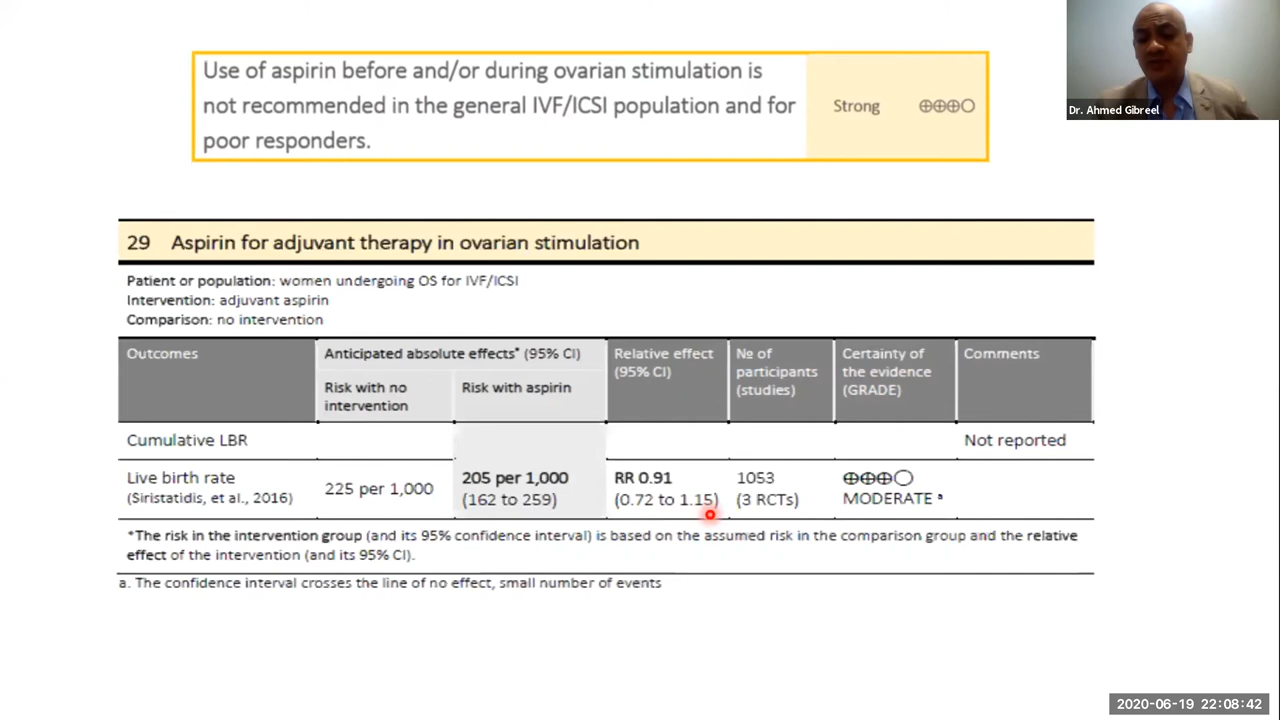 Use of aspirin before and/or during ovarian stimulation is
not recommended in the general IVF/ICSI population and for
poor responders.
Strong ⊕⊕⊕○
Dr. Ahmed Gibreel
29 Aspirin for adjuvant therapy in ovarian stimulation
Patient or population: women undergoing OS for IVF/ICSI
Intervention: adjuvant aspirin
Comparison: no intervention
Outcomes
Anticipated absolute effects* (95% CI)
Risk with no
intervention
Risk with aspirin
Relative effect
(95% CI)
№ of
participants
(studies)
Certainty of
the evidence
(GRADE)
Comments
Cumulative LBR
Not reported
Live birth rate
(Siristatidis, et al., 2016)
225 per 1,000
205 per 1,000
(162 to 259)
RR 0.91
(0.72 to 1.15)
1053
(3 RCTs)
⊕⊕⊕○
MODERATE a
*The risk in the intervention group (and its 95% confidence interval) is based on the assumed risk in the comparison group and the relative
effect of the intervention (and its 95% CI).
a. The confidence interval crosses the line of no effect, small number of events
2020-06-19 22:08:42